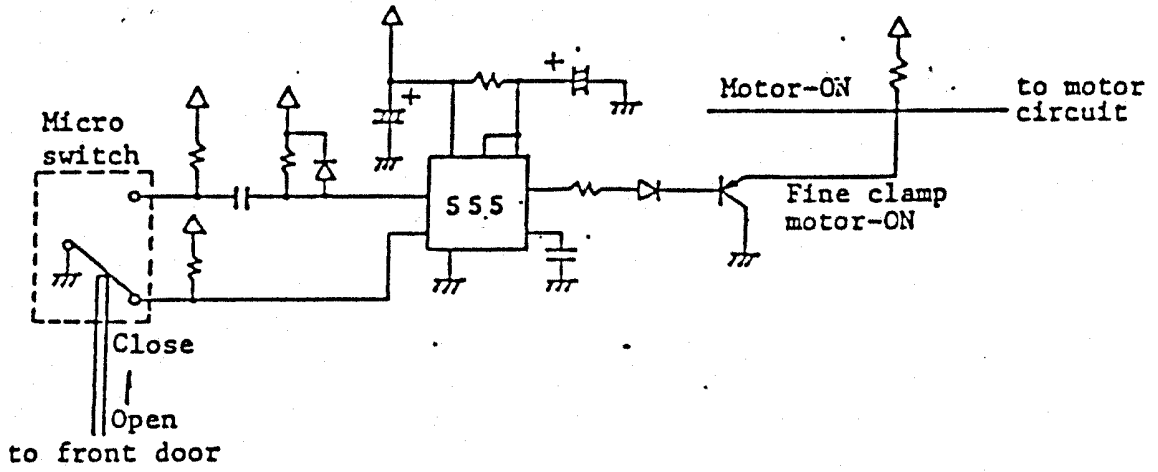 Micro
switch
+
+
555
Motor-ON
to motor
circuit
Fine clamp
motor-ON
Close
Open
to front door